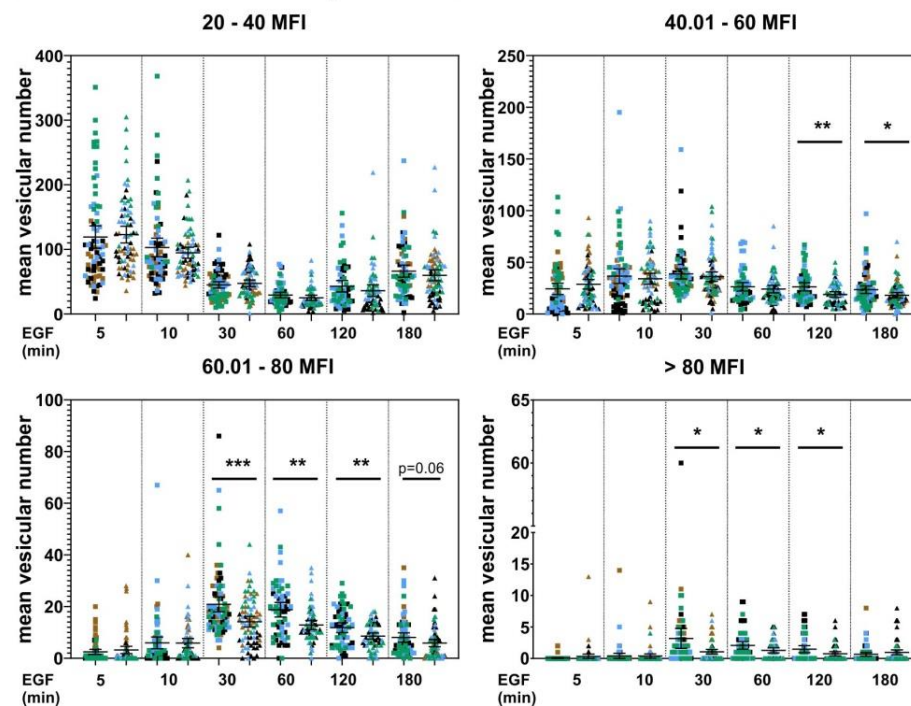 20 - 40 MFI
mean vesicular number
400
300
200
100
0
EGF
(min)
5 10 30 60 120 180
40.01 - 60 MFI
mean vesicular number
250
200
150
100
50
0
** *
EGF
(min)
5 10 30 60 120 180
60.01 - 80 MFI
mean vesicular number
100
80
60
40
20
0
*** ** ** p=0.06
EGF
(min)
5 10 30 60 120 180
> 80 MFI
mean vesicular number
65
60
20
15
10
5
0
* * *
EGF
(min)
5 10 30 60 120 180